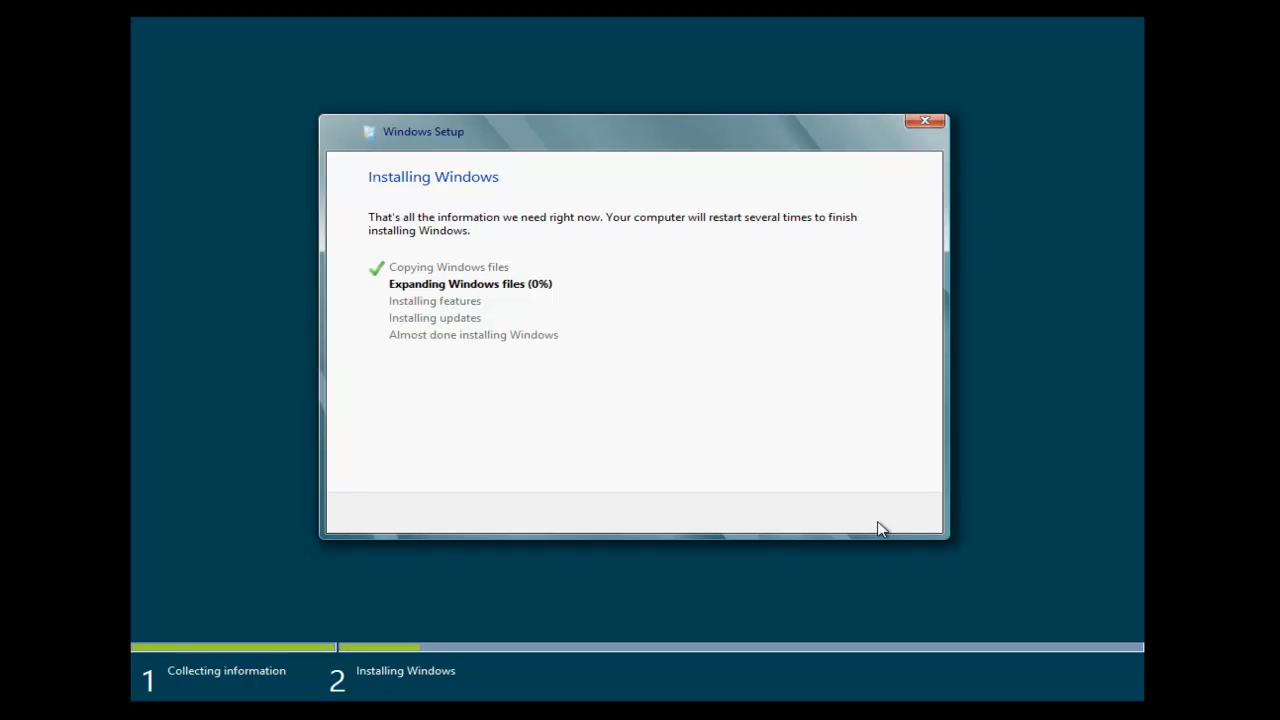 Windows Setup
Installing Windows
That's all the information we need right now. Your computer will restart several times to finish
installing Windows.
Copying Windows files
Expanding Windows files (0%)
Installing features
Installing updates
Almost done installing Windows
1 Collecting information
2 Installing Windows